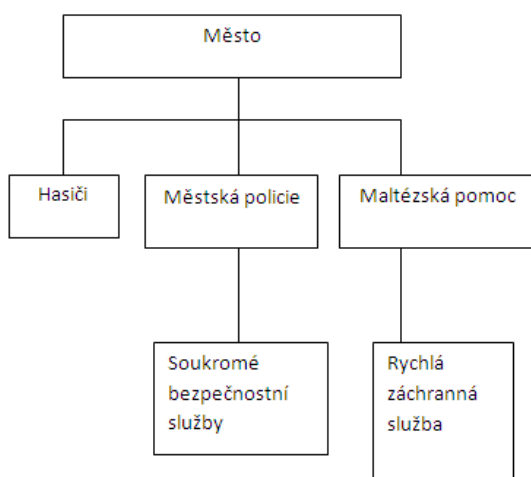 Město
Hasiči
Městská policie
Maltézská pomoc
Soukromé
bezpečnostní
služby
Rychlá
záchranná
služba